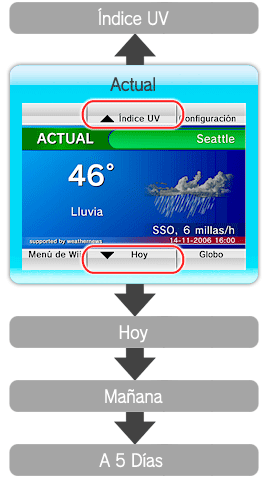 Índice UV
Actual
Índice UV
Configuración
ACTUAL
Seattle
46°
Lluvia
SSO, 6 millas/h
supported by weathernews
14-11-2006 16:00
Menú de Wii
Hoy
Globo
Hoy
Mañana
A 5 Días